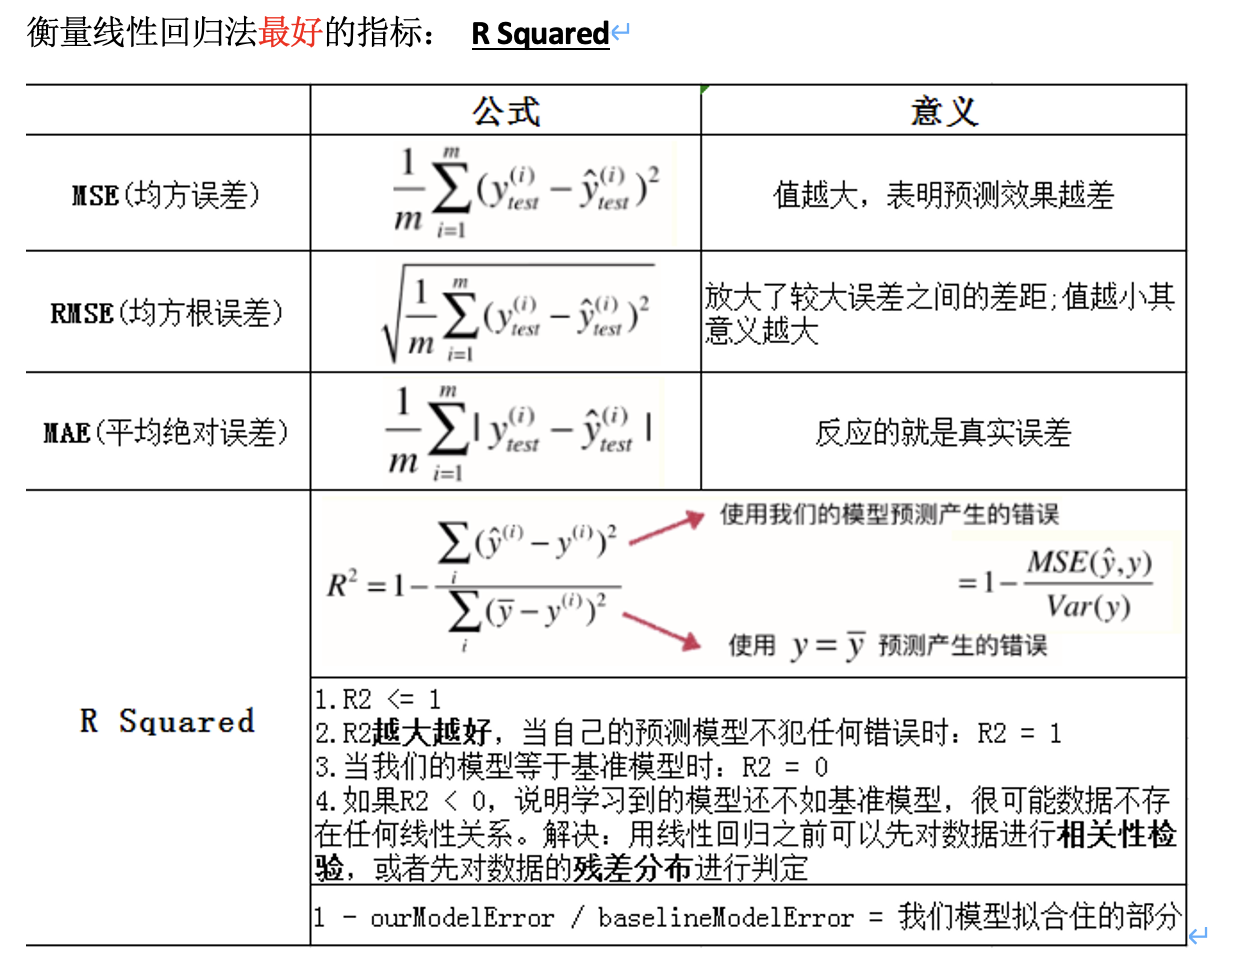 衡量线性回归法最好的指标： R Squared↵
公式 意义
MSE(均方误差) \frac{1}{m}\sum_{i=1}^{m}(y_{test}^{(i)} - \hat{y}_{test}^{(i)})^2 值越大，表明预测效果越差
RMSE(均方根误差) \sqrt{\frac{1}{m}\sum_{i=1}^{m}(y_{test}^{(i)} - \hat{y}_{test}^{(i)})^2} 放大了较大误差之间的差距;值越小其
意义越大
MAE(平均绝对误差) \frac{1}{m}\sum_{i=1}^{m}|y_{test}^{(i)} - \hat{y}_{test}^{(i)}| 反应的就是真实误差
R Squared
R^2 = 1 - \frac{\sum_{i}(\hat{y}^{(i)} - y^{(i)})^2}{\sum_{i}(\overline{y} - y^{(i)})^2}
使用我们的模型预测产生的错误
= 1 - \frac{MSE(\hat{y},y)}{Var(y)}
使用 y = \overline{y} 预测产生的错误
1.R2 <= 1
2.R2越大越好，当自己的预测模型不犯任何错误时：R2 = 1
3.当我们的模型等于基准模型时：R2 = 0
4.如果R2 < 0，说明学习到的模型还不如基准模型，很可能数据不存
在任何线性关系。解决：用线性回归之前可以先对数据进行相关性检
验，或者先对数据的残差分布进行判定
1 - ourModelError / baselineModelError = 我们模型拟合住的部分↵